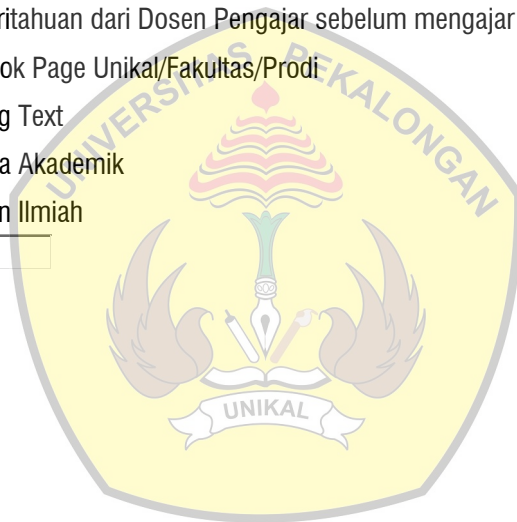 ritahuan dari Dosen Pengajar sebelum mengajar
ok Page Unikal/Fakultas/Prodi
g Text
a Akademik
n Ilmiah
UNIVERSITAS PEKALONGAN
UNIKAL